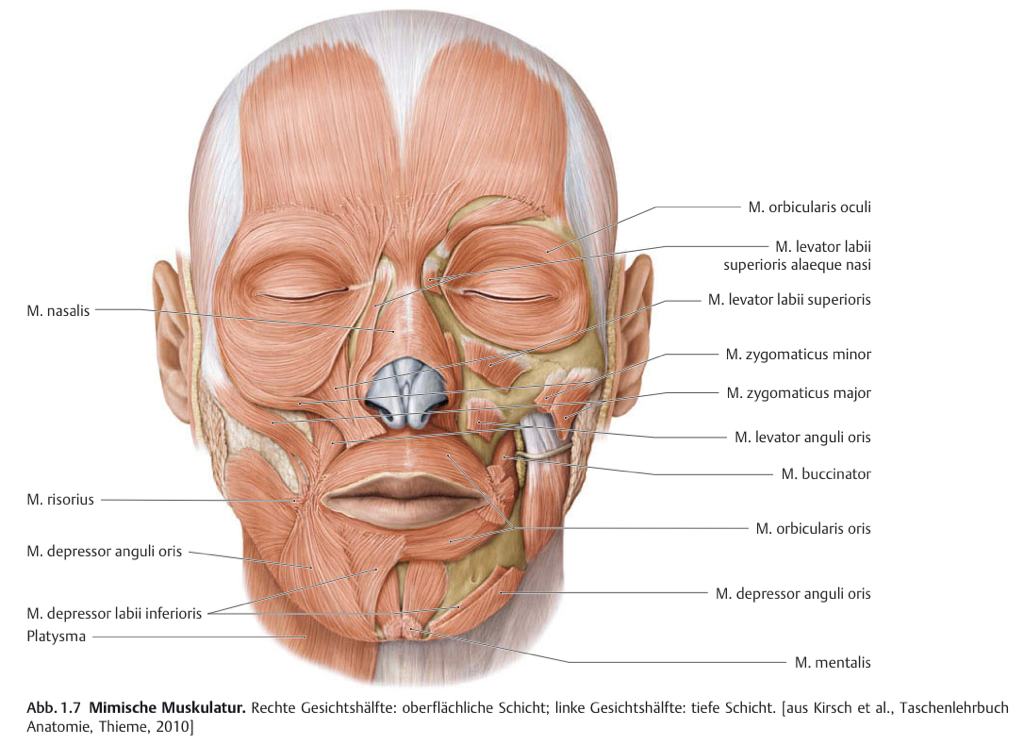 M. orbicularis oculi
M. levator labii
superioris alaeque nasi
M. levator labii superioris
M. nasalis
M. zygomaticus minor
M. zygomaticus major
M. levator anguli oris
M. buccinator
M. risorius
M. orbicularis oris
M. depressor anguli oris
M. depressor anguli oris
M. depressor labii inferioris
Platysma
M. mentalis
Abb. 1.7 Mimische Muskulatur. Rechte Gesichtshälfte: oberflächliche Schicht; linke Gesichtshälfte: tiefe Schicht. [aus Kirsch et al., Taschenlehrbuch
Anatomie, Thieme, 2010]